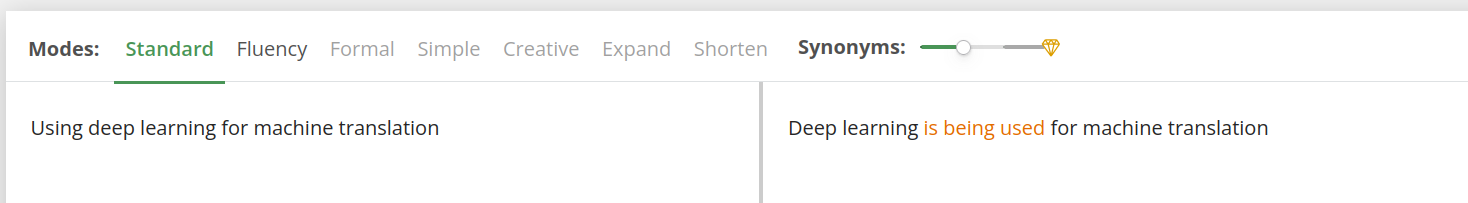 Modes: Standard Fluency Formal Simple Creative Expand Shorten Synonyms:
Using deep learning for machine translation
Deep learning is being used for machine translation